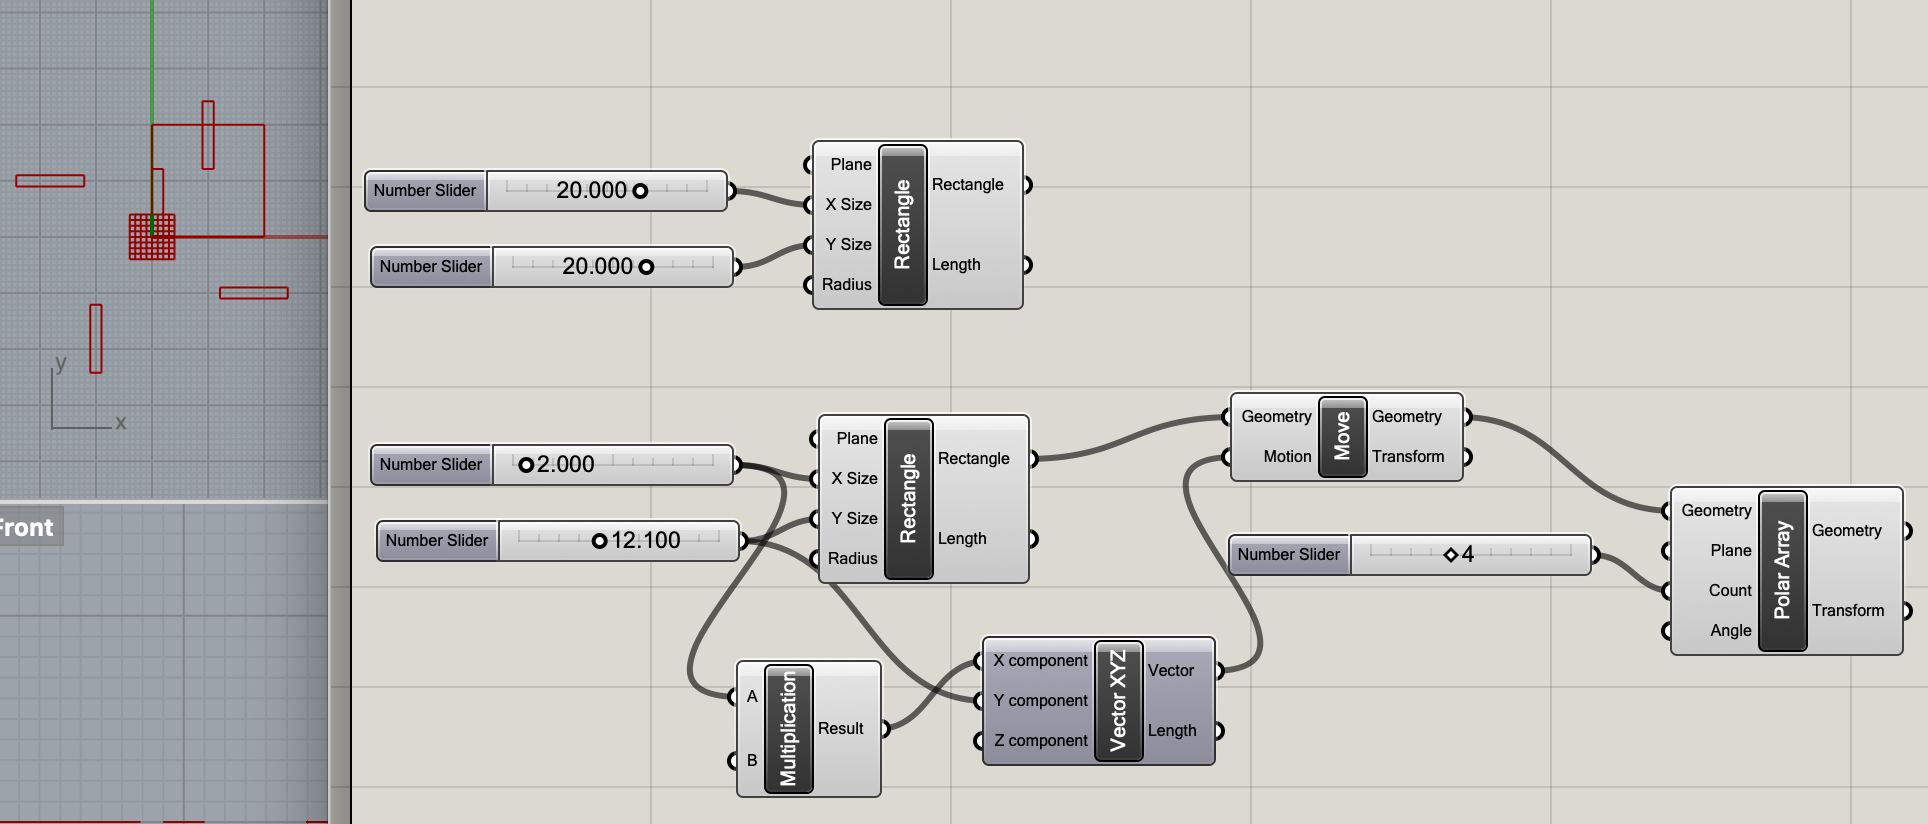 y
x
Front
Number Slider 20.000
Number Slider 20.000
Plane
X Size
Y Size
Radius
Rectangle
Rectangle
Length
Number Slider 2.000
Number Slider 12.100
Plane
X Size
Y Size
Radius
Rectangle
Rectangle
Length
A
B
Multiplication
Result
X component
Y component
Z component
Vector XYZ
Vector
Length
Geometry
Motion
Move
Geometry
Transform
Number Slider 4
Geometry
Plane
Count
Angle
Polar Array
Geometry
Transform